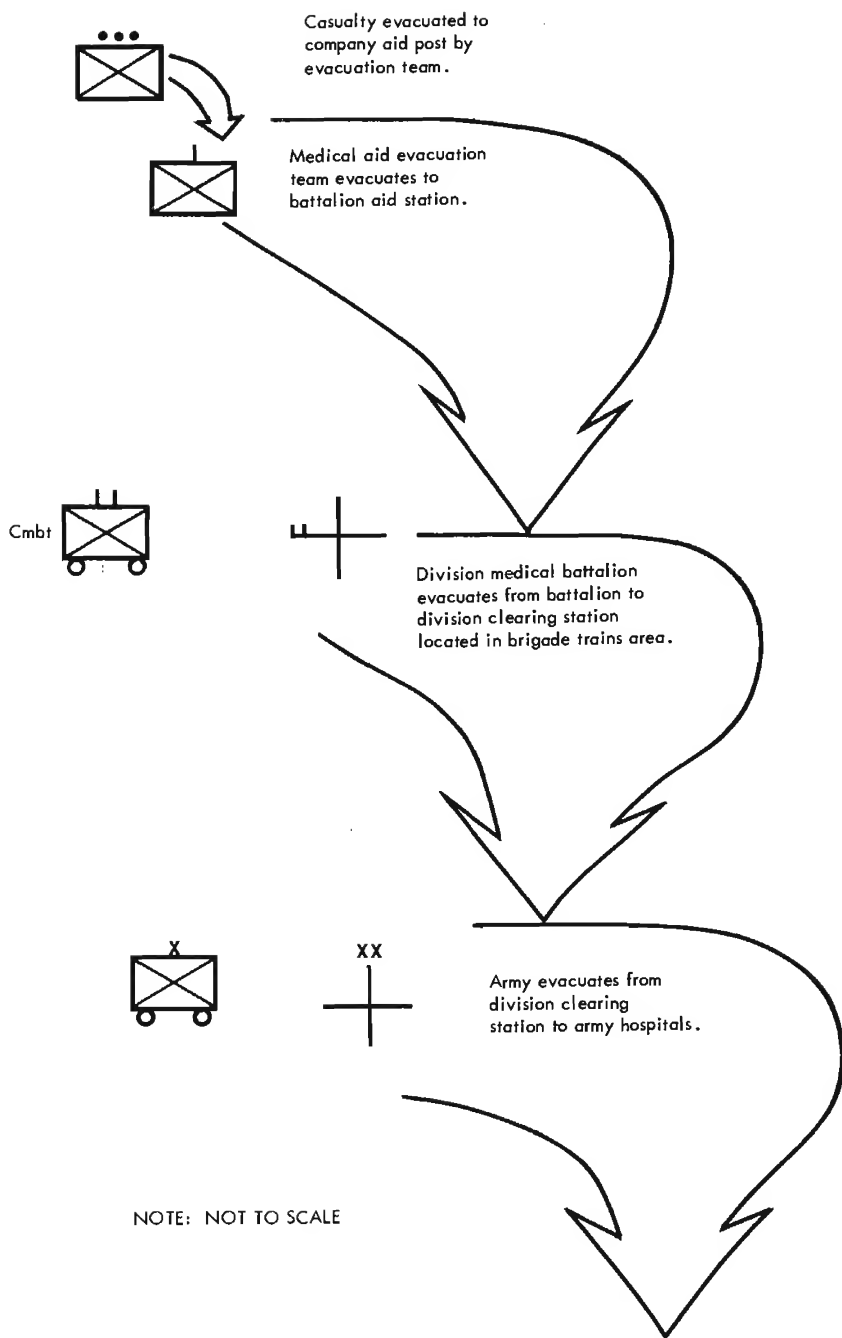 Casualty evacuated to
company aid post by
evacuation team.
Medical aid evacuation
team evacuates to
battalion aid station.
Cmbt
Division medical battalion
evacuates from battalion to
division clearing station
located in brigade trains area.
X
XX
Army evacuates from
division clearing
station to army hospitals.
NOTE: NOT TO SCALE